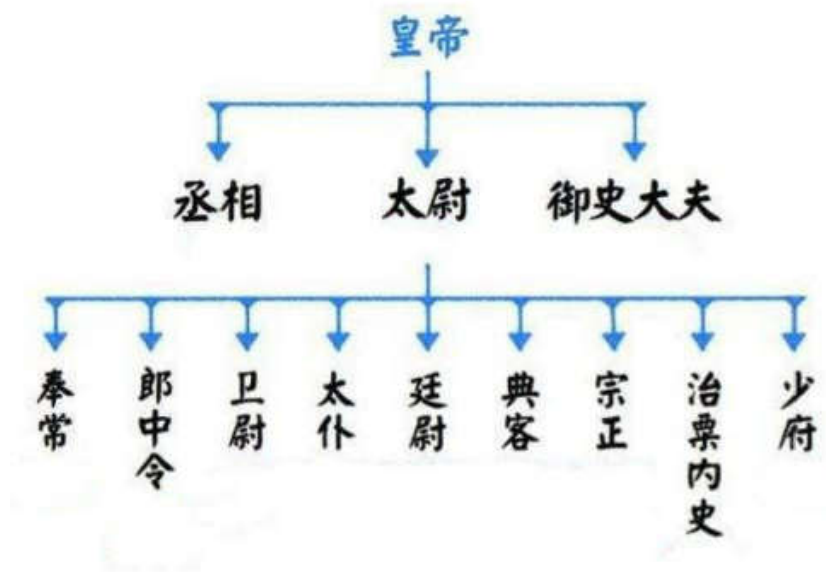 皇帝
丞相
太尉
御史大夫
奉常
郎中令
卫尉
太仆
廷尉
典客
宗正
治粟内史
少府